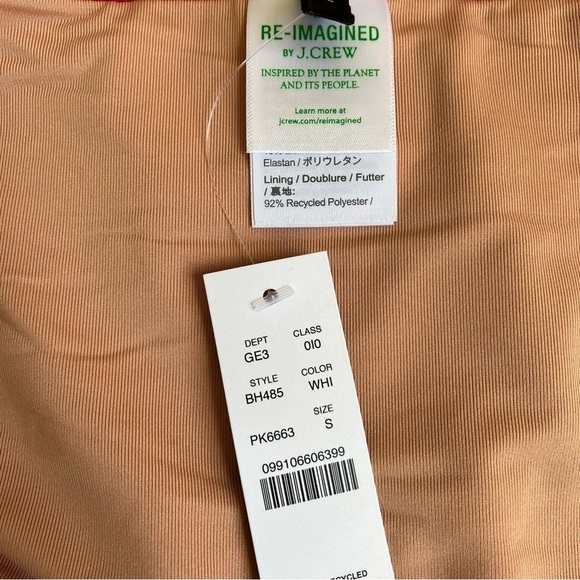 RE-IMAGINED
BY J.CREW
INSPIRED BY THE PLANET
AND ITS PEOPLE.
Learn more at
jcrew.com/reimagined
Elastan / ポリウレタン
Lining / Doublure / Futter
/ 裏地:
92% Recycled Polyester /
DEPT CLASS
GE3 0I0
STYLE COLOR
BH485 WHI
SIZE
PK6663 S
099106606399